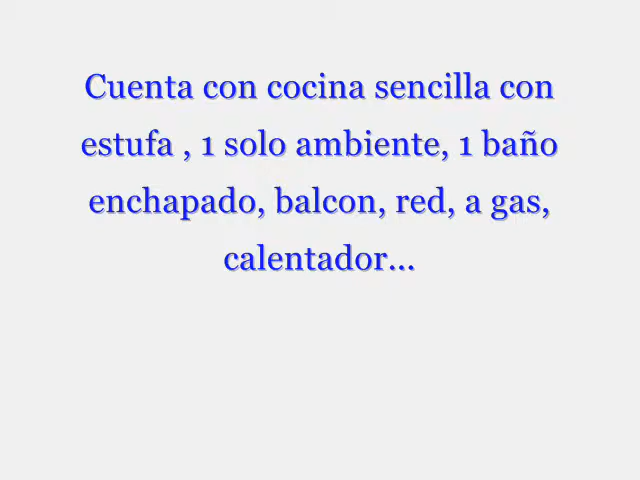 Cuenta con cocina sencilla con
estufa , 1 solo ambiente, 1 baño
enchapado, balcon, red, a gas,
calentador...